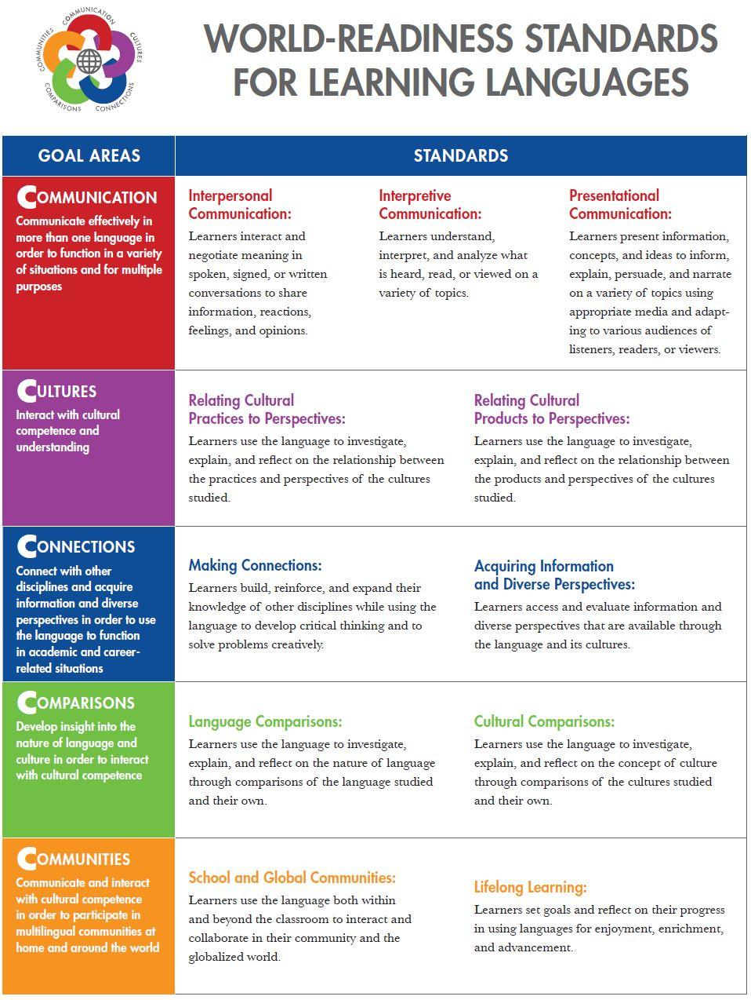 COMMUNICATION
CULTURES
CONNECTIONS
COMPARISONS
COMMUNITIES
WORLD-READINESS STANDARDS
FOR LEARNING LANGUAGES
GOAL AREAS
STANDARDS
COMMUNICATION
Communicate effectively in
more than one language in
order to function in a variety
of situations and for multiple
purposes
Interpersonal
Communication:
Learners interact and
negotiate meaning in
spoken, signed, or written
conversations to share
information, reactions,
feelings, and opinions.
Interpretive
Communication:
Learners understand,
interpret, and analyze what
is heard, read, or viewed on a
variety of topics.
Presentational
Communication:
Learners present information,
concepts, and ideas to inform,
explain, persuade, and narrate
on a variety of topics using
appropriate media and adapt-
ing to various audiences of
listeners, readers, or viewers.
CULTURES
Interact with cultural
competence and
understanding
Relating Cultural
Practices to Perspectives:
Learners use the language to investigate,
explain, and reflect on the relationship between
the practices and perspectives of the cultures
studied.
Relating Cultural
Products to Perspectives:
Learners use the language to investigate,
explain, and reflect on the relationship between
the products and perspectives of the cultures
studied.
CONNECTIONS
Connect with other
disciplines and acquire
information and diverse
perspectives in order to use
the language to function
in academic and career-
related situations
Making Connections:
Learners build, reinforce, and expand their
knowledge of other disciplines while using the
language to develop critical thinking and to
solve problems creatively.
Acquiring Information
and Diverse Perspectives:
Learners access and evaluate information and
diverse perspectives that are available through
the language and its cultures.
COMPARISONS
Develop insight into the
nature of language and
culture in order to interact
with cultural competence
Language Comparisons:
Learners use the language to investigate,
explain, and reflect on the nature of language
through comparisons of the language studied
and their own.
Cultural Comparisons:
Learners use the language to investigate,
explain, and reflect on the concept of culture
through comparisons of the cultures studied
and their own.
COMMUNITIES
Communicate and interact
with cultural competence
in order to participate in
multilingual communities at
home and around the world
School and Global Communities:
Learners use the language both within
and beyond the classroom to interact and
collaborate in their community and the
globalized world.
Lifelong Learning:
Learners set goals and reflect on their progress
in using languages for enjoyment, enrichment,
and advancement.